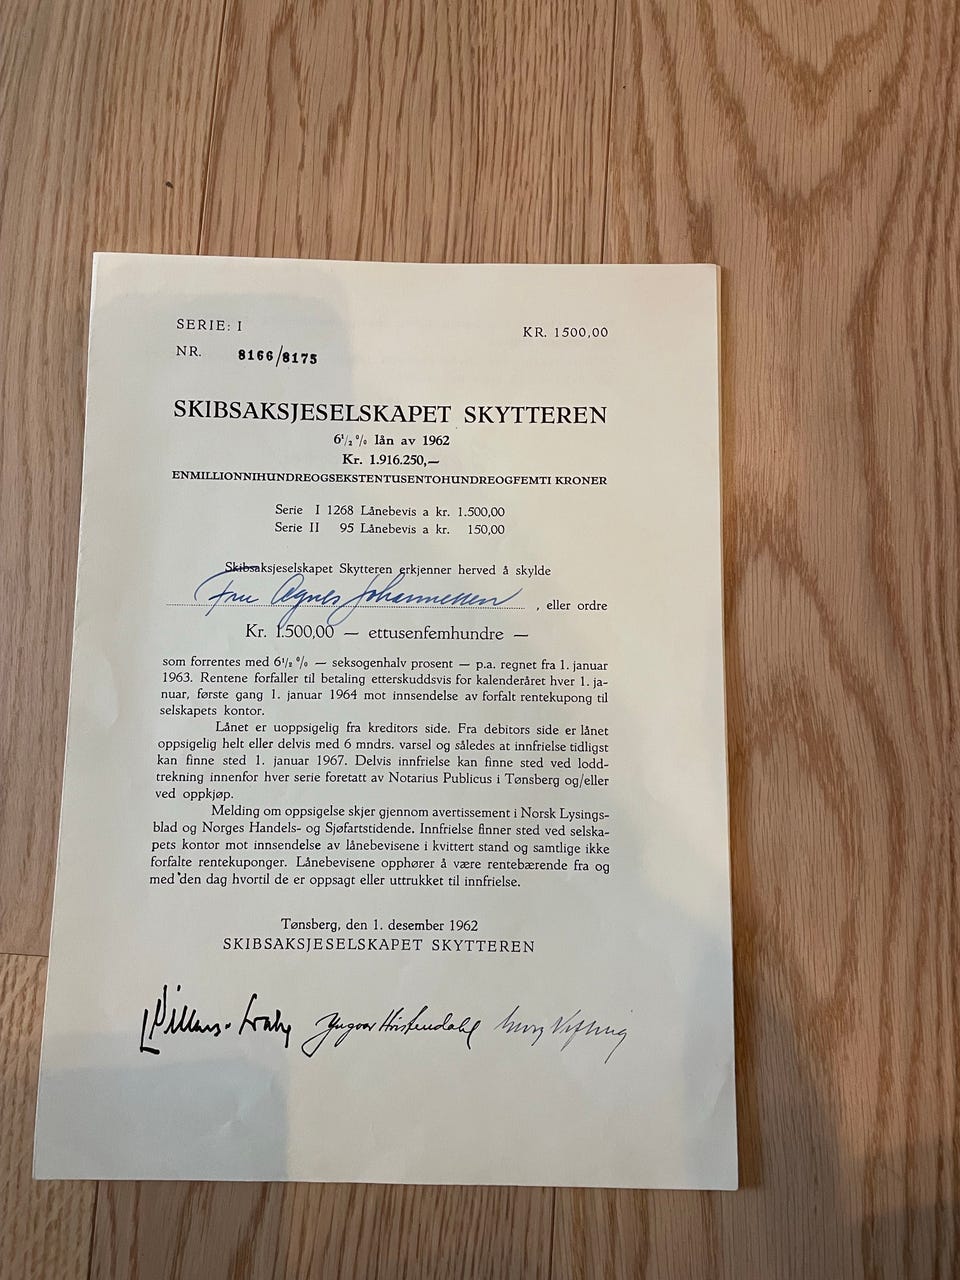 SERIE: I
KR. 1500,00
NR. 8166/8175
SKIBSAKSJESELSKAPET SKYTTEREN
6¹/₂ % lån av 1962
Kr. 1.916.250,—
ENMILLIONNIHUNDREOGSEKSTENTUSENTOHUNDREOGFEMTI KRONER
Serie I 1268 Lånebevis a kr. 1.500,00
Serie II 95 Lånebevis a kr. 150,00
Skibsaksjeselskapet Skytteren erkjenner herved å skylde
Fru Agnes Johannessen , eller ordre
Kr. 1.500,00 — ettusenfemhundre —
som forrentes med 6¹/₂ % — seksogenhalv prosent — p.a. regnet fra 1. januar
1963. Rentene forfaller til betaling etterskuddsvis for kalenderåret hver 1. ja-
nuar, første gang 1. januar 1964 mot innsendelse av forfalt rentekupong til
selskapets kontor.
Lånet er uoppsigelig fra kreditors side. Fra debitors side er lånet
oppsigelig helt eller delvis med 6 mndrs. varsel og således at innfrielse tidligst
kan finne sted 1. januar 1967. Delvis innfrielse kan finne sted ved lodd-
trekning innenfor hver serie foretatt av Notarius Publicus i Tønsberg og/eller
ved oppkjøp.
Melding om oppsigelse skjer gjennom avertissement i Norsk Lysings-
blad og Norges Handels- og Sjøfartstidende. Innfrielse finner sted ved selska-
pets kontor mot innsendelse av lånebevisene i kvittert stand og samtlige ikke
forfalte rentekuponger. Lånebevisene opphører å være rentebærende fra og
med den dag hvortil de er oppsagt eller uttrukket til innfrielse.
Tønsberg, den 1. desember 1962
SKIBSAKSJESELSKAPET SKYTTEREN
Yngvar